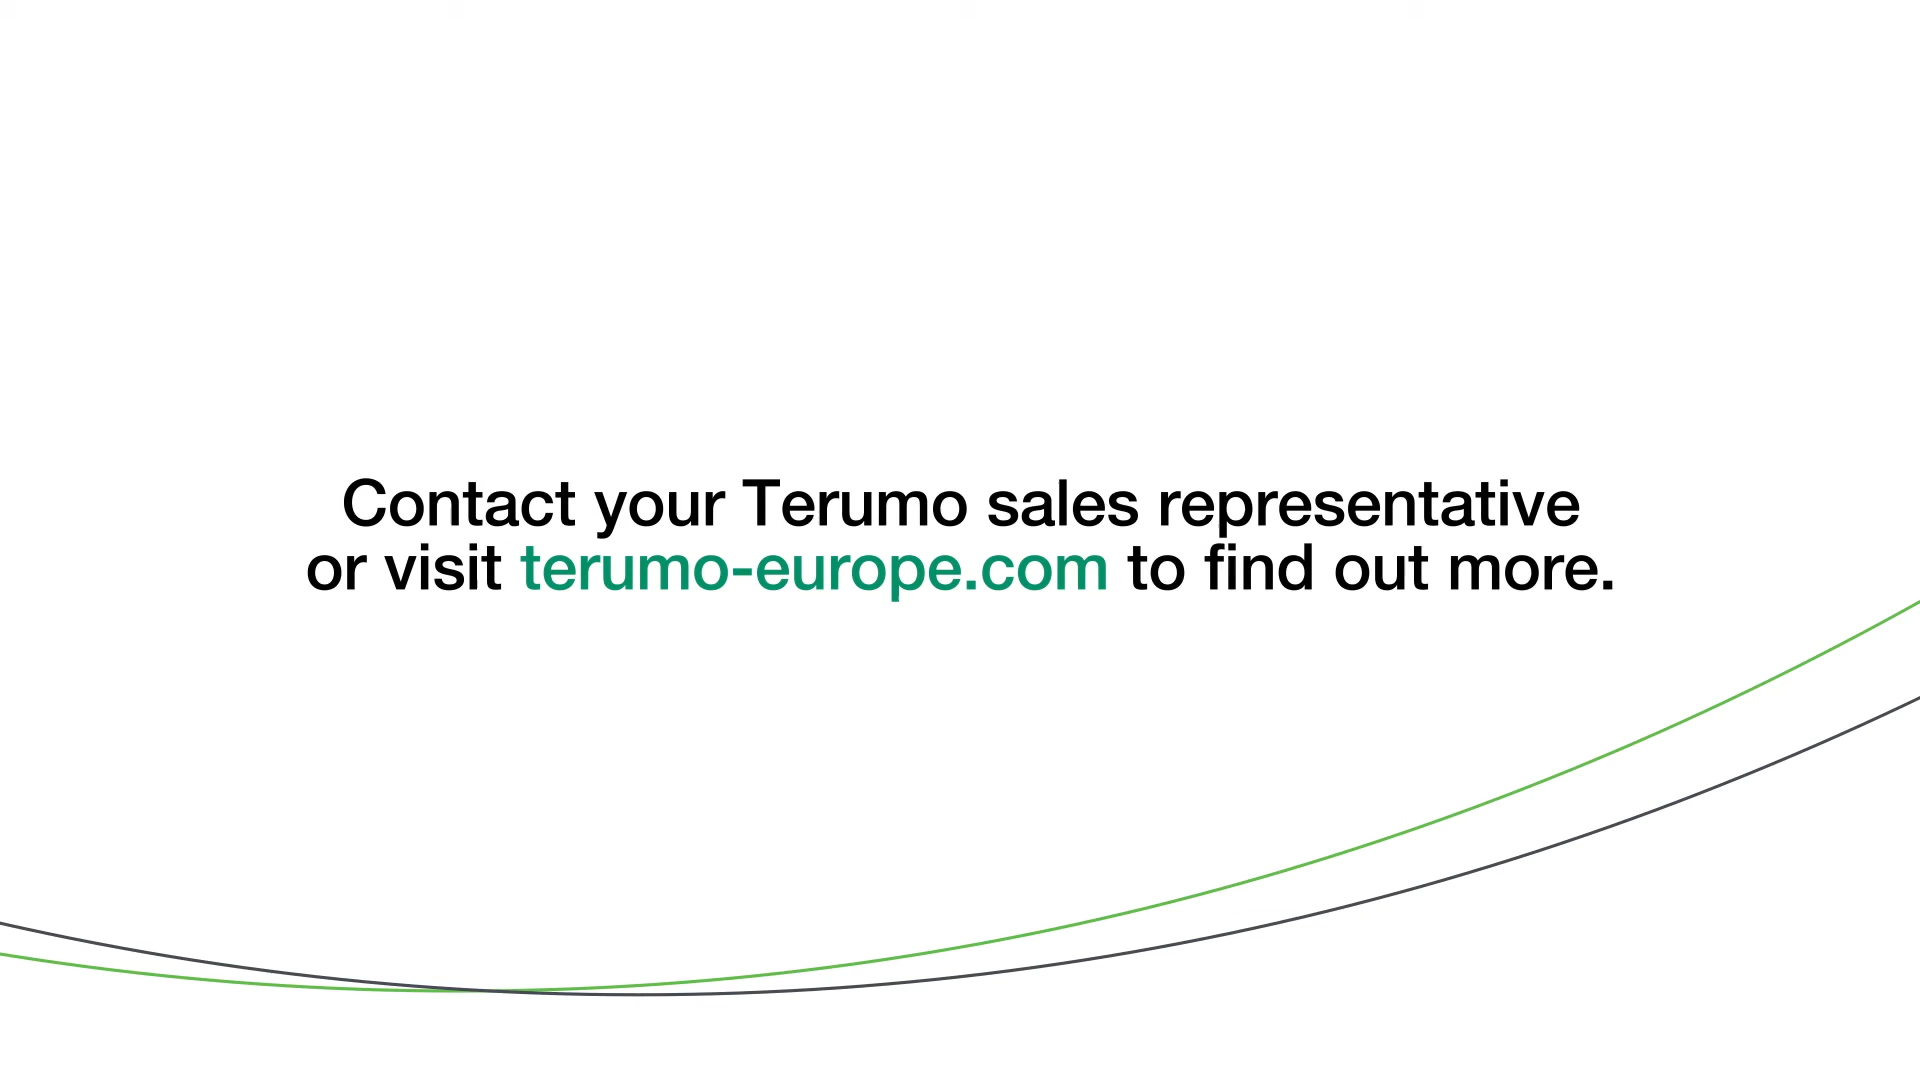 Contact your Terumo sales representative
or visit terumo-europe.com to find out more.